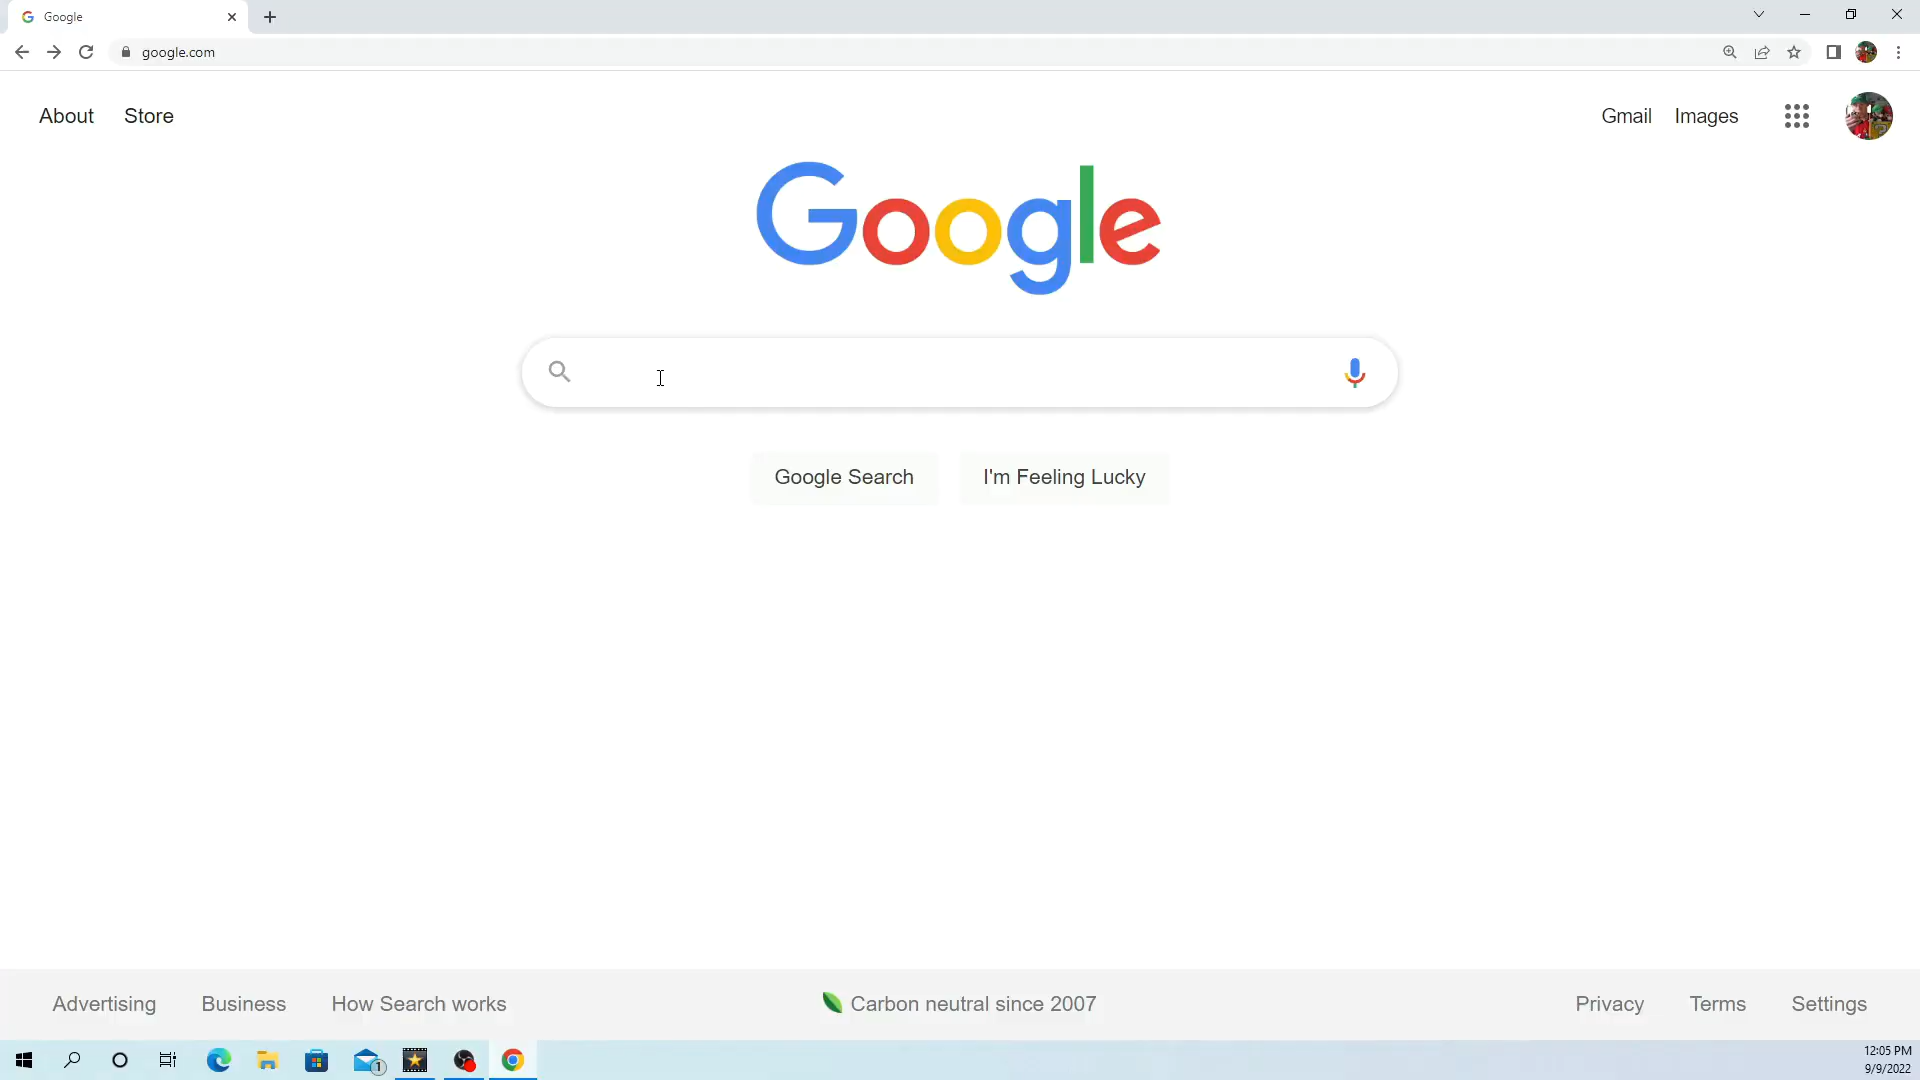 Google
google.com
About Store Gmail Images
Google
Google Search I'm Feeling Lucky
Advertising Business How Search works Carbon neutral since 2007 Privacy Terms Settings
1
12:05 PM
9/9/2022